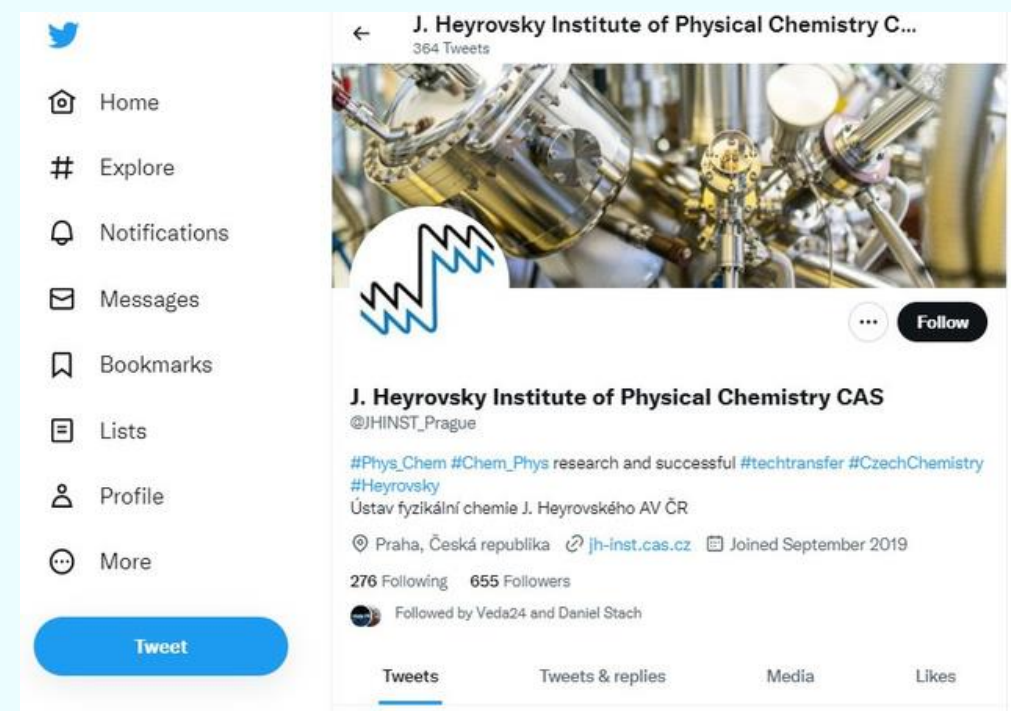 J. Heyrovsky Institute of Physical Chemistry C...
364 Tweets
Home
Explore
Notifications
Messages
Bookmarks
Lists
Profile
More
Tweet
Follow
J. Heyrovsky Institute of Physical Chemistry CAS
@JHINST_Prague
#Phys_Chem #Chem_Phys research and successful #techtransfer #CzechChemistry
#Heyrovsky
Ústav fyzikální chemie J. Heyrovského AV ČR
Praha, Česká republika jh-inst.cas.cz Joined September 2019
276 Following 655 Followers
Followed by Veda24 and Daniel Stach
Tweets Tweets & replies Media Likes